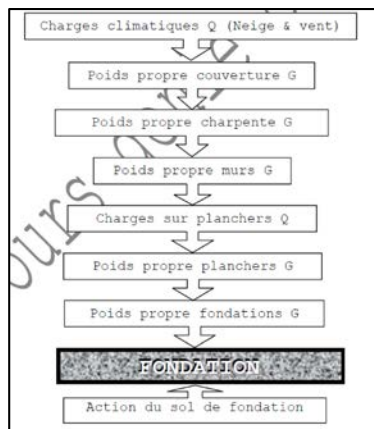 Charges climatiques Q (Neige & vent)
Poids propre couverture G
Poids propre charpente G
Poids propre murs G
Charges sur planchers Q
Poids propre planchers G
Poids propre fondations G
FONDATION
Action du sol de fondation
ours